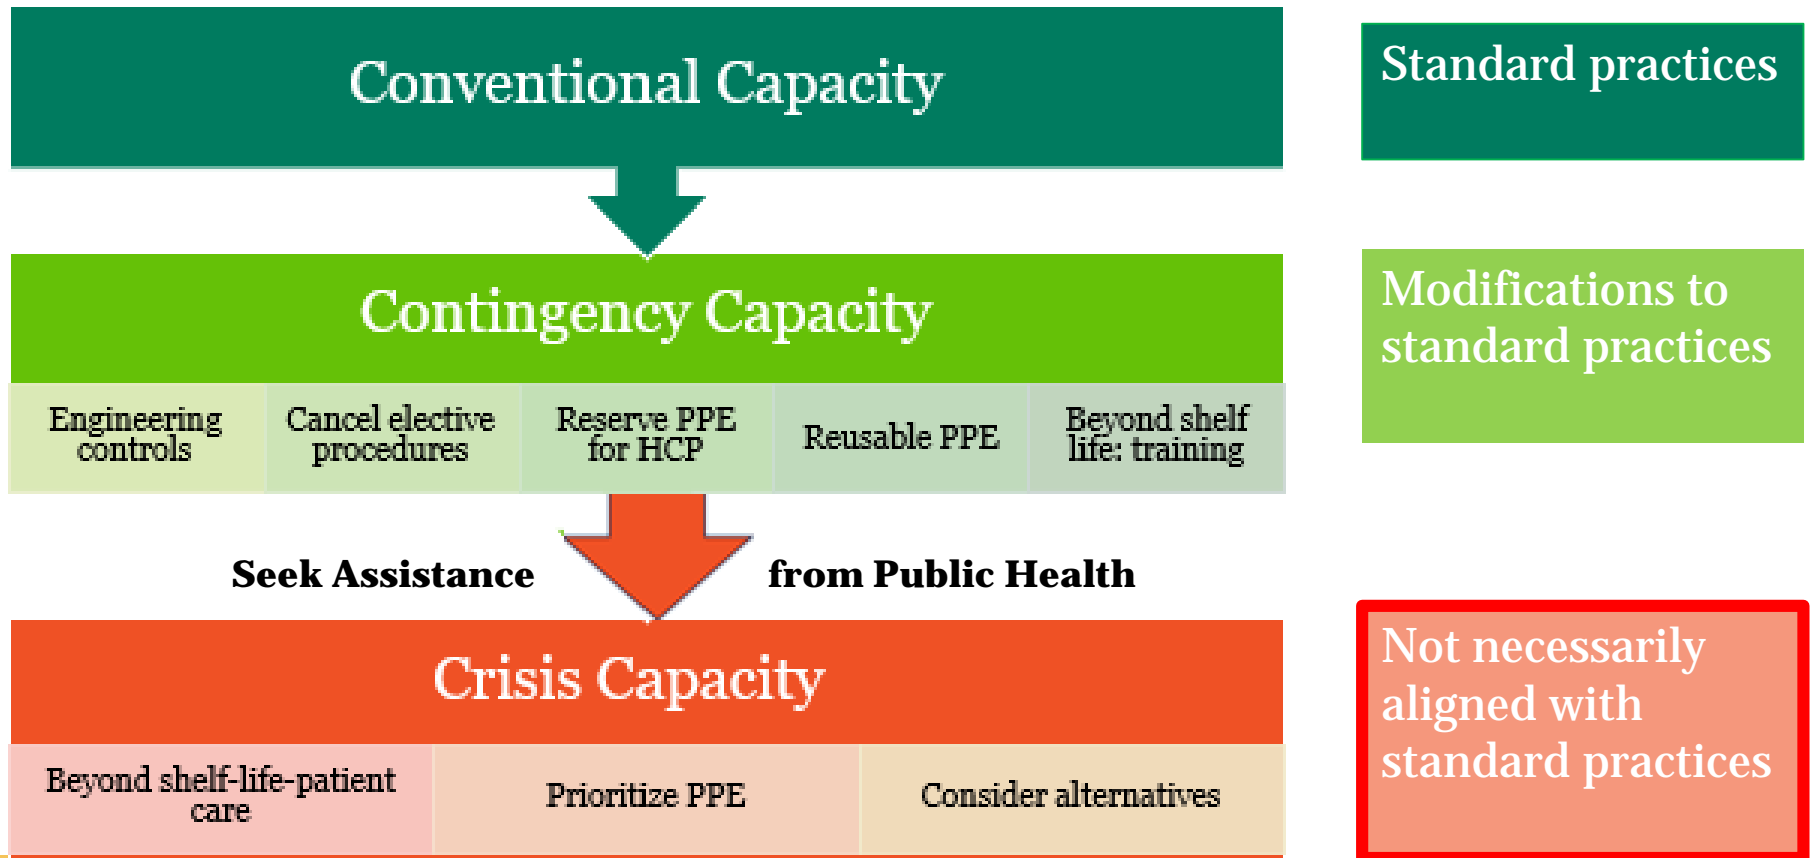 Conventional Capacity
Standard practices
Contingency Capacity
Modifications to
standard practices
Engineering
controls
Cancel elective
procedures
Reserve PPE
for HCP
Reusable PPE
Beyond shelf
life: training
Seek Assistance
from Public Health
Crisis Capacity
Not necessarily
aligned with
standard practices
Beyond shelf-life-patient
care
Prioritize PPE
Consider alternatives